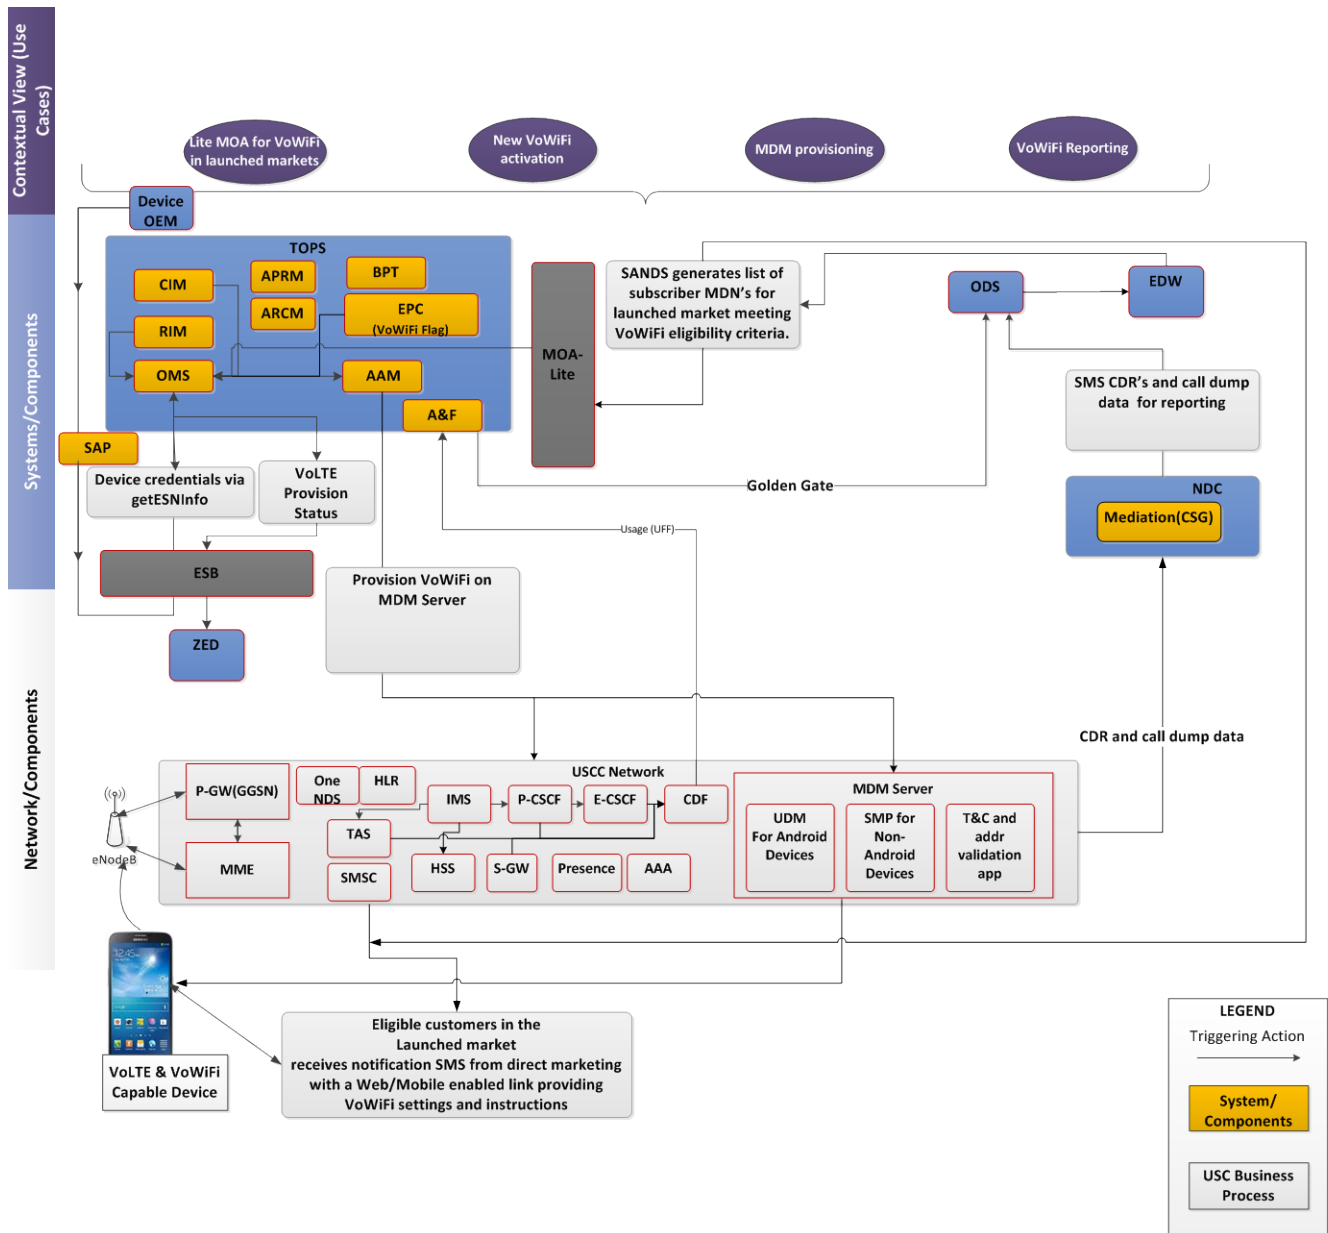 Contextual View (Use
Cases)
Systems/Components
Network/Components
Lite MOA for VoWiFi
in launched markets
New VoWiFi
activation
MDM provisioning
VoWiFi Reporting
Device
OEM
TOPS
CIM
APRM
BPT
ARCM
EPC
(VoWiFi Flag)
RIM
OMS
AAM
A&F
SAP
MOA-
Lite
SANDS generates list of
subscriber MDN's for
launched market meeting
VoWiFi eligibility criteria.
ODS
EDW
SMS CDR's and call dump
data for reporting
NDC
Mediation(CSG)
Device credentials via
getESNInfo
VoLTE
Provision
Status
Golden Gate
Usage (UFF)
ESB
ZED
Provision VoWiFi on
MDM Server
CDR and call dump data
USCC Network
P-GW(GGSN)
MME
One
NDS
HLR
TAS
SMSC
IMS
P-CSCF
E-CSCF
CDF
HSS
S-GW
Presence
AAA
MDM Server
UDM
For Android
Devices
SMP for
Non-
Android
Devices
T&C and
addr
validation
app
eNodeB
VoLTE & VoWiFi
Capable Device
Eligible customers in the
Launched market
receives notification SMS from direct marketing
with a Web/Mobile enabled link providing
VoWiFi settings and instructions
LEGEND
Triggering Action
System/
Components
USC Business
Process